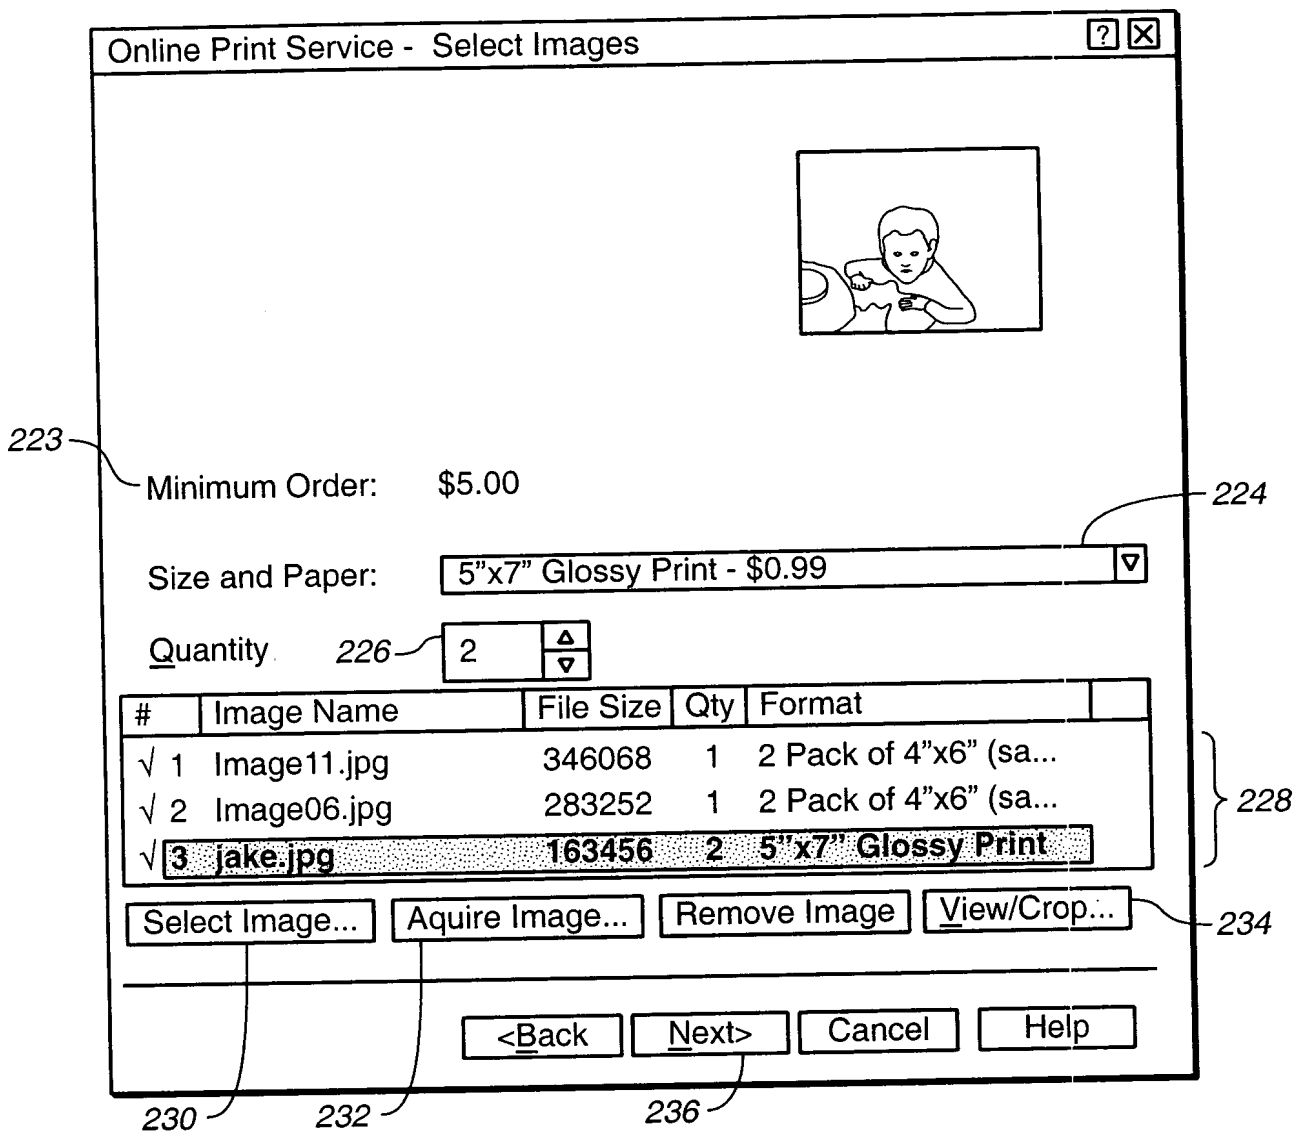 Online Print Service - Select Images ? X
223
Minimum Order: $5.00
224
Size and Paper: 5"x7" Glossy Print - $0.99
Quantity 226 2
# Image Name File Size Qty Format
√ 1 Image11.jpg 346068 1 2 Pack of 4"x6" (sa...
√ 2 Image06.jpg 283252 1 2 Pack of 4"x6" (sa...
228
√ 3 jake.jpg 163456 2 5"x7" Glossy Print
Select Image... Aquire Image... Remove Image View/Crop...
234
<Back Next> Cancel Help
230 232 236